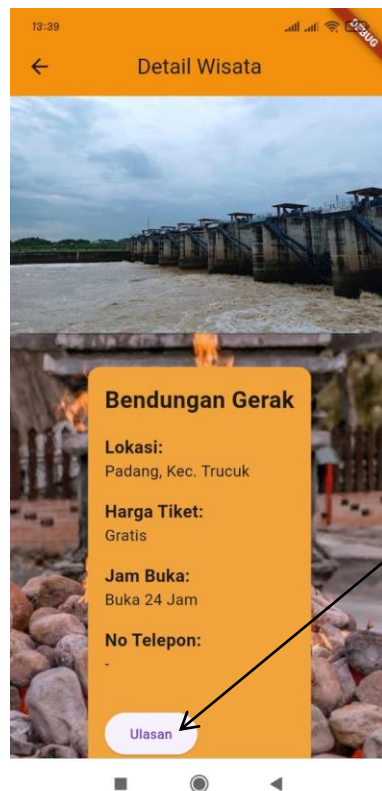 13:39
DEBUG
Detail Wisata
Bendungan Gerak
Lokasi:
Padang, Kec. Trucuk
Harga Tiket:
Gratis
Jam Buka:
Buka 24 Jam
No Telepon:
-
Ulasan